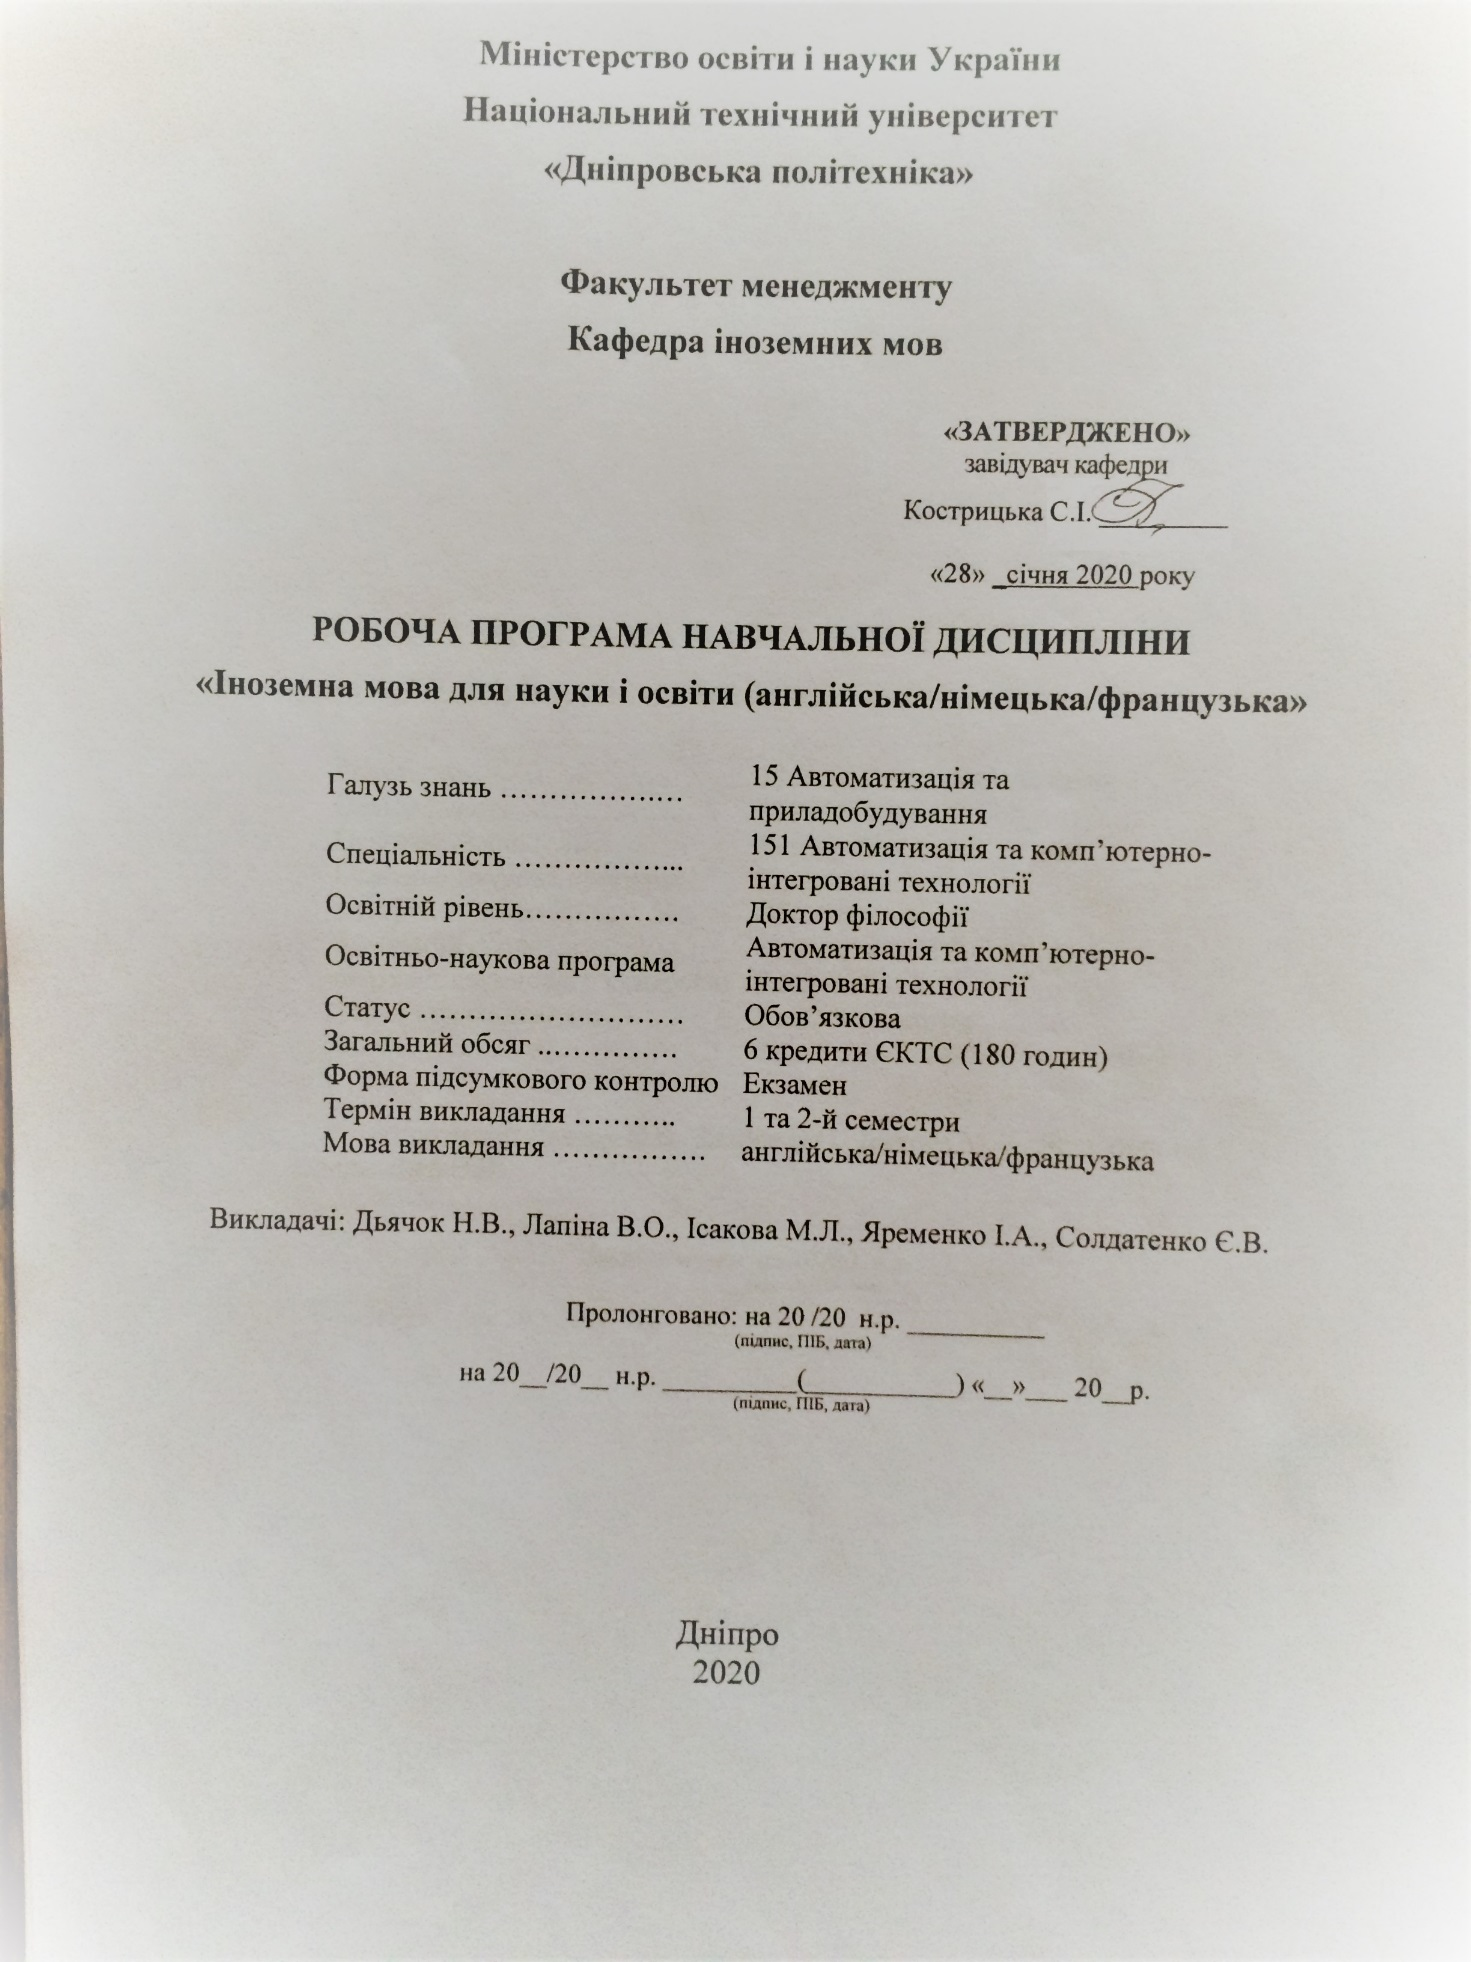 Міністерство освіти і науки України
Національний технічний університет
«Дніпровська політехніка»
Факультет менеджменту
Кафедра іноземних мов
«ЗАТВЕРДЖЕНО»
завідувач кафедри
Кострицька С.І.
«28» _січня 2020 року
РОБОЧА ПРОГРАМА НАВЧАЛЬНОЇ ДИСЦИПЛІНИ
«Іноземна мова для науки і освіти (англійська/німецька/французька»
Галузь знань ……………….… 15 Автоматизація та
приладобудування
Спеціальність ……………... 151 Автоматизація та комп’ютерно-
інтегровані технології
Освітній рівень……………. Доктор філософії
Освітньо-наукова програма Автоматизація та комп’ютерно-
інтегровані технології
Статус ……………………… Обов’язкова
Загальний обсяг ..…………. 6 кредити ЄКТС (180 годин)
Форма підсумкового контролю Екзамен
Термін викладання ……….. 1 та 2-й семестри
Мова викладання ……………. англійська/німецька/французька
Викладачі: Дьячок Н.В., Лапіна В.О., Ісакова М.Л., Яременко І.А., Солдатенко Є.В.
Пролонговано: на 20 /20 н.р. __________
(підпис, ПІБ, дата)
на 20__/20__ н.р. __________(___________) «__»___ 20__р.
(підпис, ПІБ, дата)
Дніпро
2020